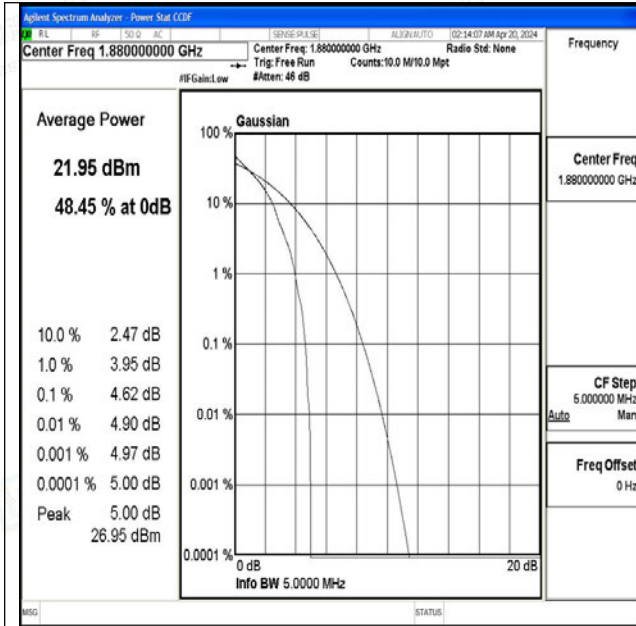 Agilent Spectrum Analyzer - Power Stat CCDF
RL RF 50 Ω AC SENSE:PULSE ALIGNAUTO 02:14:07 AM Apr 20, 2024
Center Freq 1.880000000 GHz
Center Freq: 1.880000000 GHz Radio Std: None
Trig: Free Run Counts:10.0 M/10.0 Mpt
#IFGain:Low #Atten: 46 dB
Frequency
Average Power
21.95 dBm
48.45 % at 0dB
10.0 % 2.47 dB
1.0 % 3.95 dB
0.1 % 4.62 dB
0.01 % 4.90 dB
0.001 % 4.97 dB
0.0001 % 5.00 dB
Peak 5.00 dB
26.95 dBm
Gaussian
100 %
10 %
1 %
0.1 %
0.01 %
0.001 %
0.0001 %
0 dB 20 dB
Info BW 5.0000 MHz
Center Freq
1.880000000 GHz
CF Step
5.000000 MHz
Auto Man
Freq Offset
0 Hz
MSG STATUS